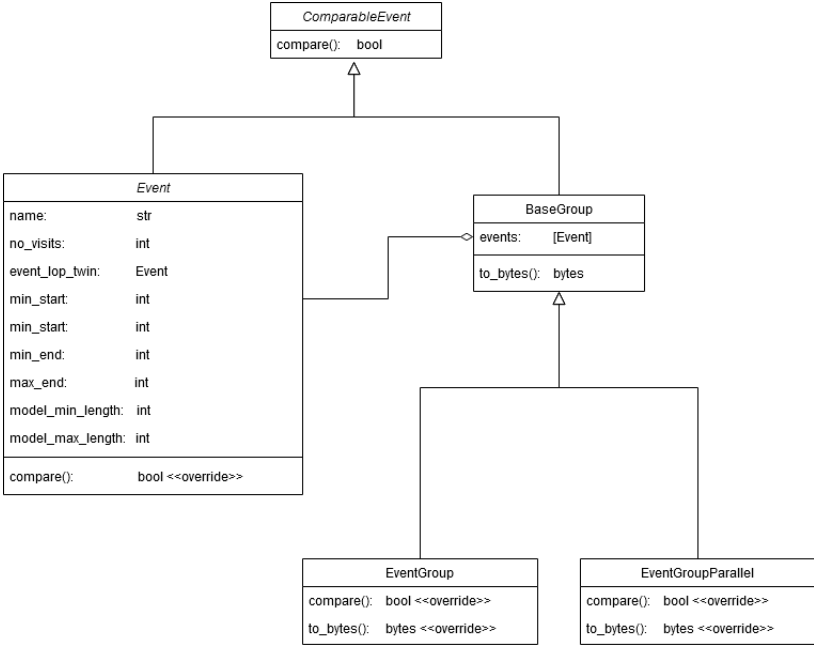 ComparableEvent
compare(): bool
Event
name: str
no_visits: int
event_lop_twin: Event
min_start: int
min_start: int
min_end: int
max_end: int
model_min_length: int
model_max_length: int
compare(): bool <<override>>
BaseGroup
events: [Event]
to_bytes(): bytes
EventGroup
compare(): bool <<override>>
to_bytes(): bytes <<override>>
EventGroupParallel
compare(): bool <<override>>
to_bytes(): bytes <<override>>